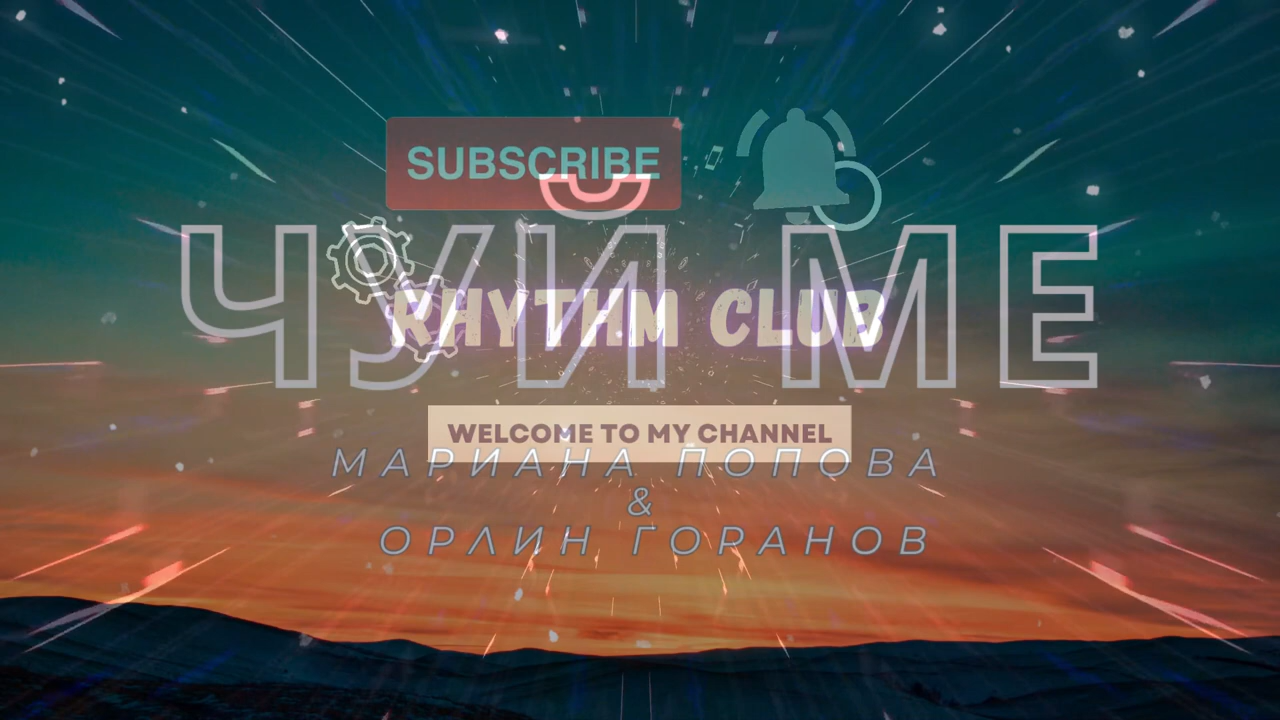 SUBSCRIBE
ЧУЙ МЕ
RHYTHM CLUB
WELCOME TO MY CHANNEL
МАРИАНА ПОПОВА
&
ОРЛИН ГОРАНОВ